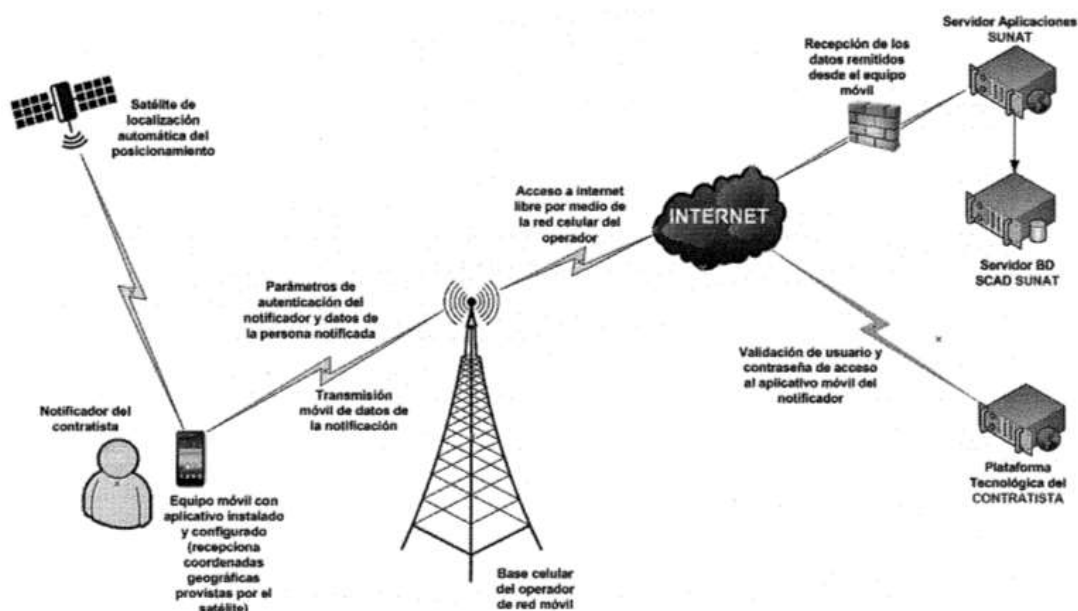 Servidor Aplicaciones
SUNAT
Recepción de los
datos remitidos
desde el equipo
móvil
Satélite de
localización
automática del
posicionamiento
Acceso a internet
libre por medio de
la red celular del
operador
INTERNET
Servidor BD
SCAD SUNAT
Parámetros de
autenticación del
notificador y datos de
la persona notificada
Validación de usuario y
contraseña de acceso
al aplicativo móvil del
notificador
Transmisión
móvil de datos de
la notificación
Notificador del
contratista
Plataforma
Tecnológica del
CONTRATISTA
Equipo móvil con
aplicativo instalado
y configurado
(recepciona
coordenadas
geográficas
provistas por el
satélite)
Base celular
del operador
de red móvil